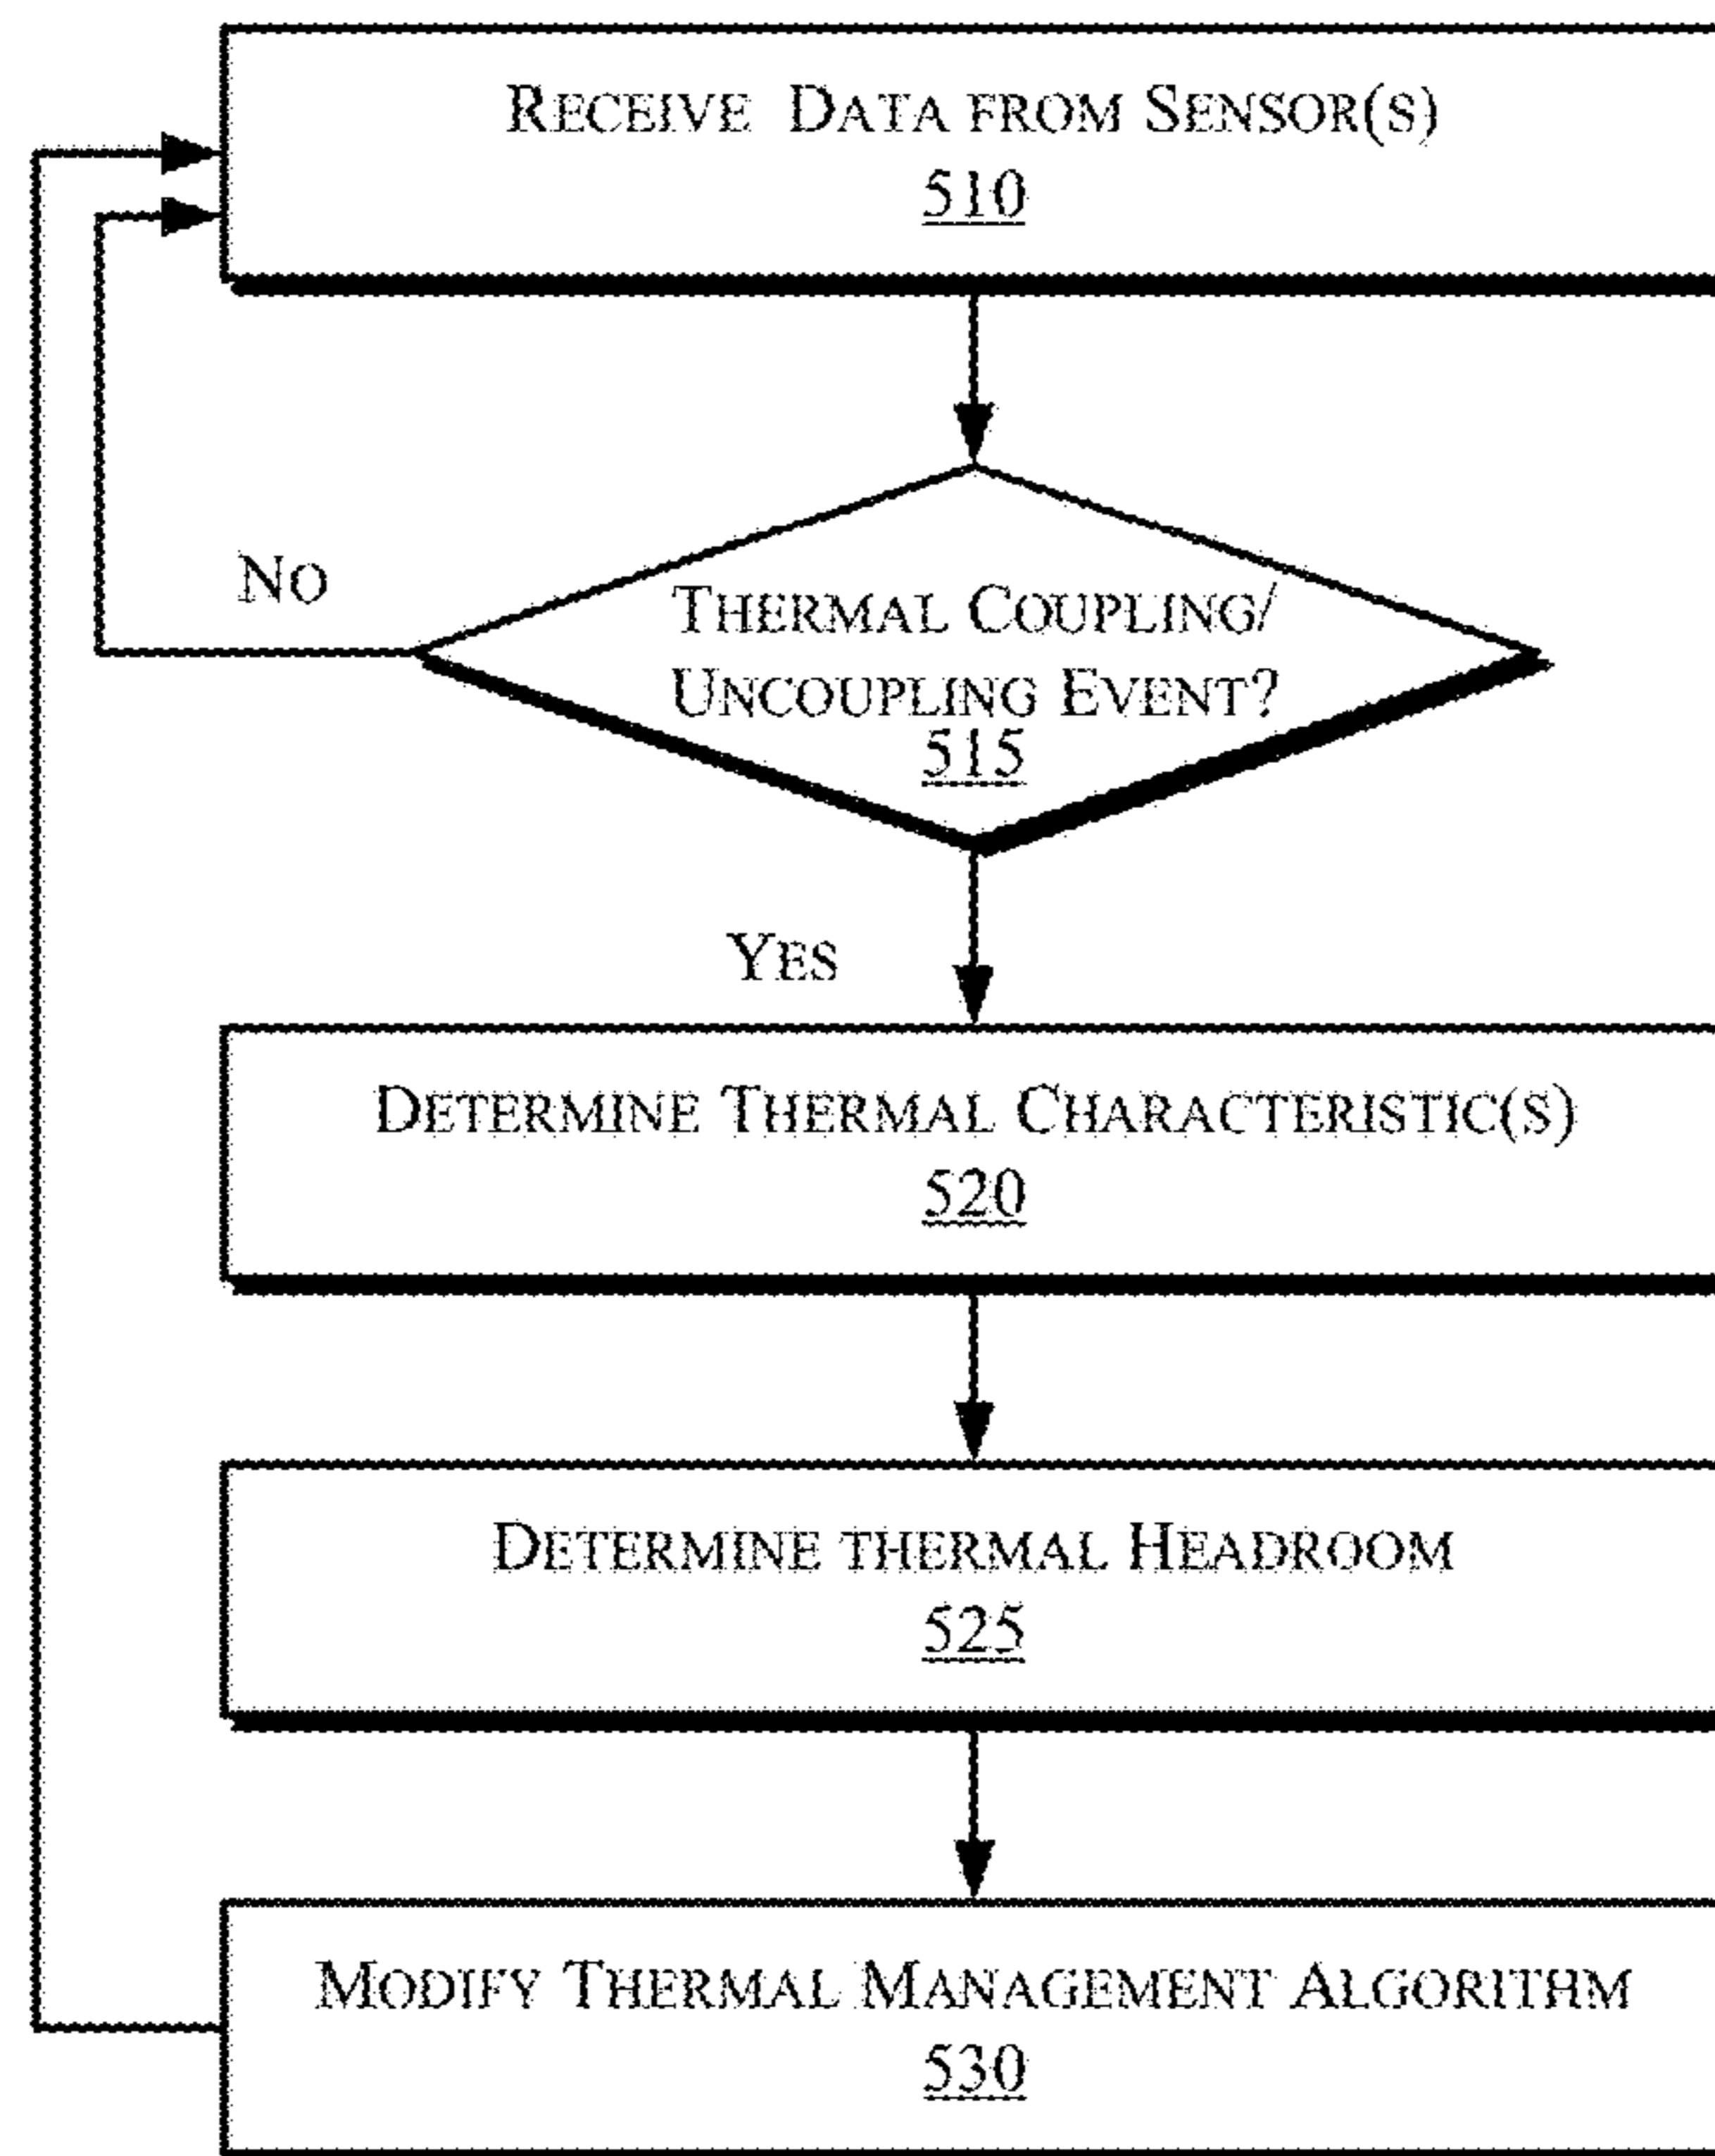 RECEIVE DATA FROM SENSOR(S)
510
NO
THERMAL COUPLING/
UNCOUPLING EVENT?
515
YES
DETERMINE THERMAL CHARACTERISTIC(S)
520
DETERMINE THERMAL HEADROOM
525
MODIFY THERMAL MANAGEMENT ALGORITHM
530